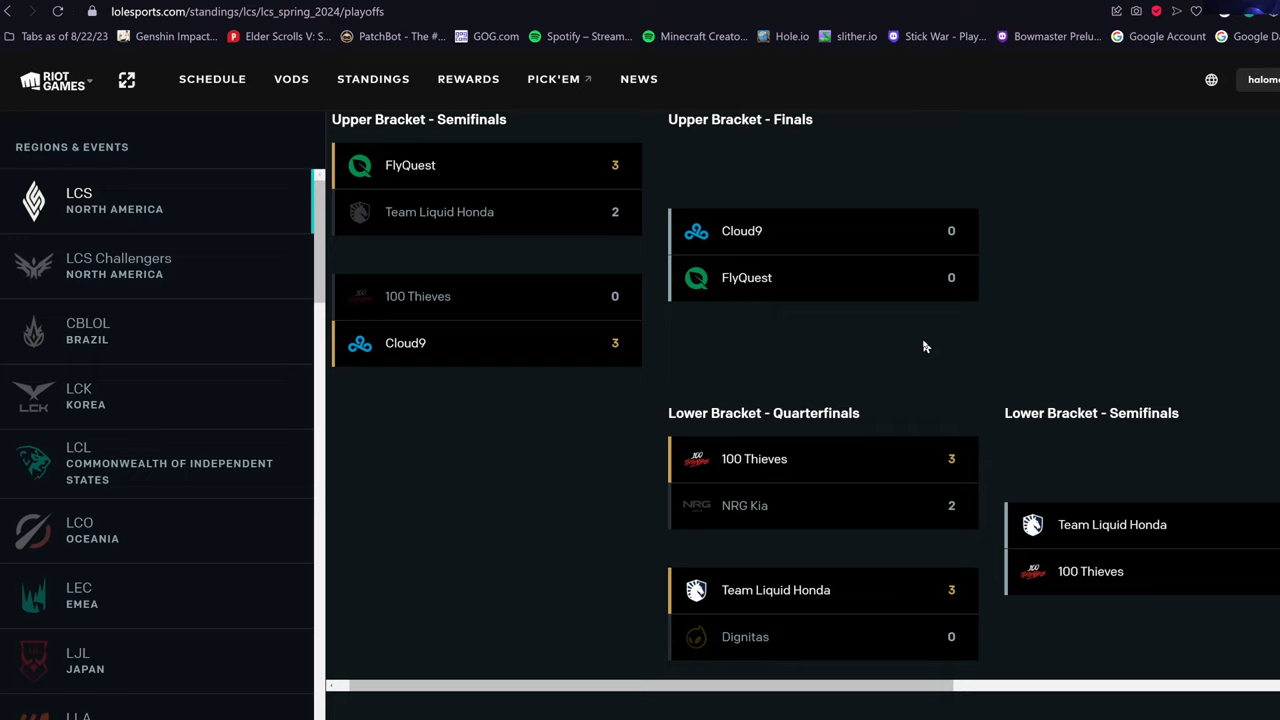 lolesports.com/standings/lcs/lcs_spring_2024/playoffs
Tabs as of 8/22/23
Genshin Impact...
Elder Scrolls V: S...
PatchBot - The #...
GOG.com
Spotify – Stream...
Minecraft Creato...
Hole.io
slither.io
Stick War - Play...
Bowmaster Prelu...
Google Account
Google Da
RIOT
GAMES
SCHEDULE
VODS
STANDINGS
REWARDS
PICK'EM
NEWS
halome
REGIONS & EVENTS
LCS
NORTH AMERICA
LCS Challengers
NORTH AMERICA
CBLOL
BRAZIL
LCK
KOREA
LCL
COMMONWEALTH OF INDEPENDENT
STATES
LCO
OCEANIA
LEC
EMEA
LJL
JAPAN
LLA
Upper Bracket - Semifinals
FlyQuest 3
Team Liquid Honda 2
100 Thieves 0
Cloud9 3
Upper Bracket - Finals
Cloud9 0
FlyQuest 0
Lower Bracket - Quarterfinals
100 Thieves 3
NRG Kia 2
Team Liquid Honda 3
Dignitas 0
Lower Bracket - Semifinals
Team Liquid Honda
100 Thieves